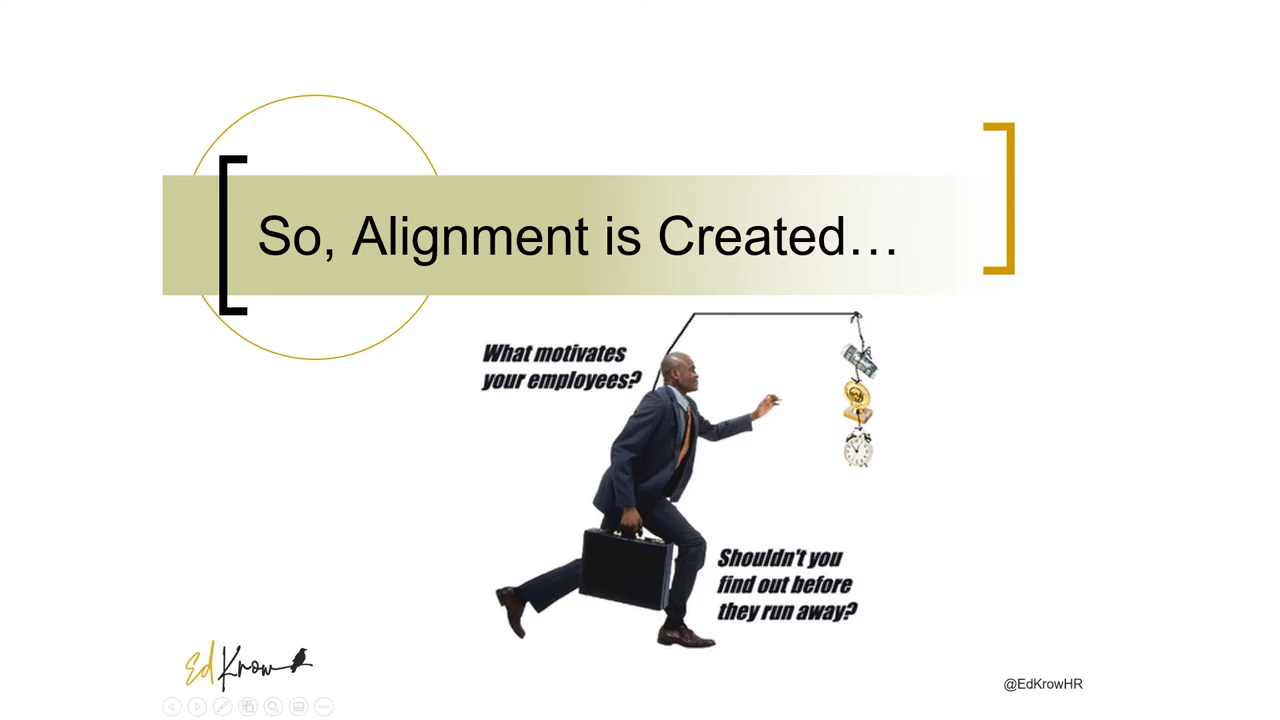 So, Alignment is Created…
What motivates
your employees?
Shouldn't you
find out before
they run away?
Ed Krow
@EdKrowHR